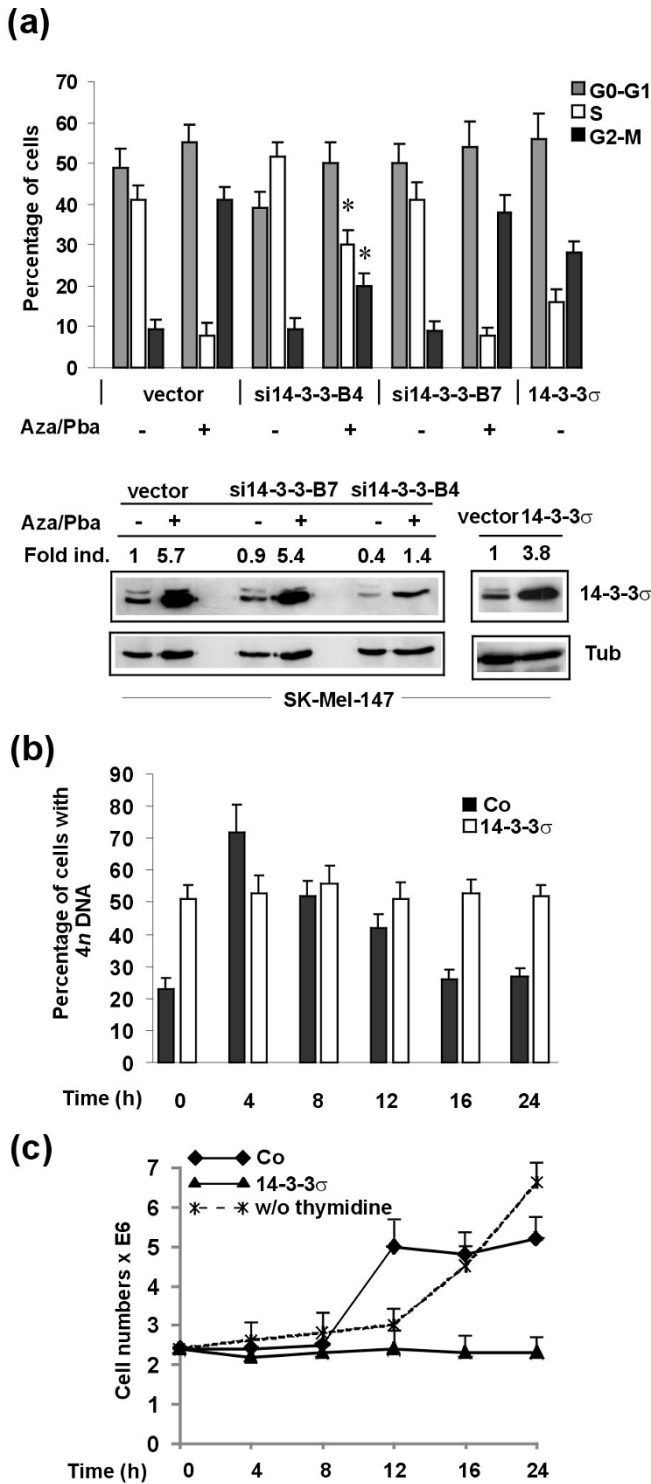 (a)
70
60
50
40
30
20
10
0
Percentage of cells
G0-G1
S
G2-M
*
*
vector si14-3-3-B4 si14-3-3-B7 14-3-3σ
Aza/Pba - + - + - + -
vector si14-3-3-B7 si14-3-3-B4
Aza/Pba - + - + - + vector 14-3-3σ
Fold ind. 1 5.7 0.9 5.4 0.4 1.4 1 3.8
14-3-3σ
Tub
SK-Mel-147
(b)
90
80
70
60
50
40
30
20
10
0
Percentage of cells with
4n DNA
Co
14-3-3σ
Time (h) 0 4 8 12 16 24
(c)
Co
14-3-3σ
w/o thymidine
7
6
5
4
3
2
1
0
Cell numbers x E6
Time (h) 0 4 8 12 16 24